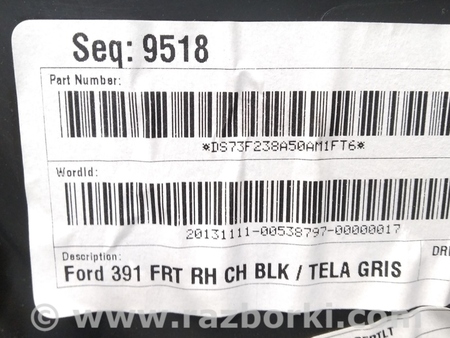 Seq: 9518
Part Number:
*DS73F238A50AM1FT6*
WordId:
20131111-00538797-00000017
Description:
Ford 391 FRT RH CH BLK / TELA GRIS
www.razborki.com